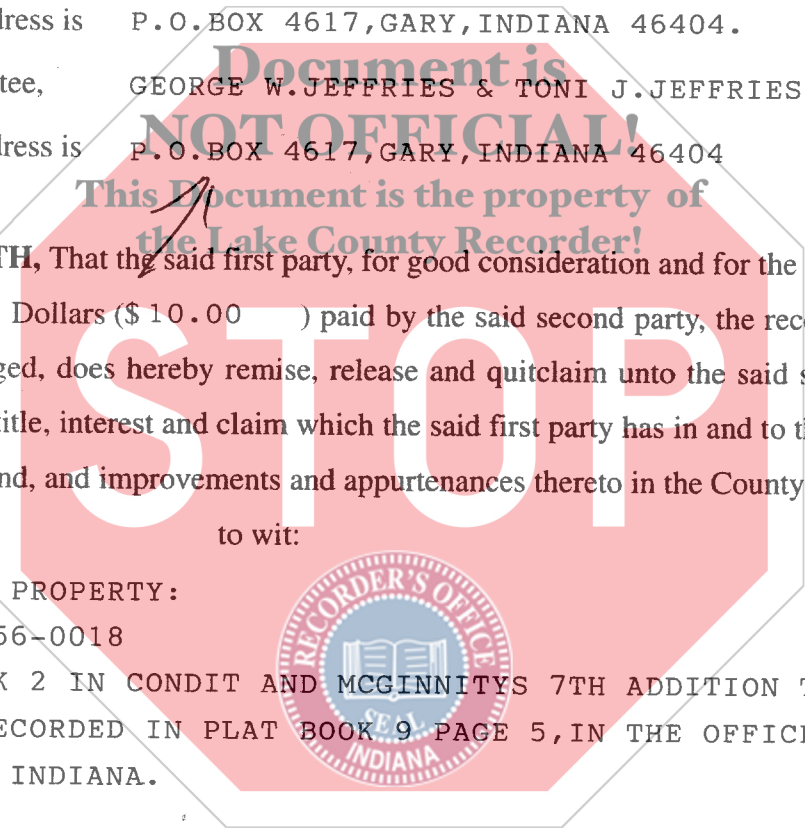 dress is P.O.BOX 4617,GARY,INDIANA 46404.
Document is
tee, GEORGE W.JEFFRIES & TONI J.JEFFRIES
NOT OFFICIAL!
dress is P.O.BOX 4617,GARY,INDIANA 46404
This Document is the property of
the Lake County Recorder!
TH, That the said first party, for good consideration and for the
Dollars ($ 10.00 ) paid by the said second party, the rec
ged, does hereby remise, release and quitclaim unto the said s
title, interest and claim which the said first party has in and to t
nd, and improvements and appurtenances thereto in the County
STOP
to wit:
PROPERTY:
56-0018
K 2 IN CONDIT AND MCGINNITYS 7TH ADDITION T
ECORDED IN PLAT BOOK 9 PAGE 5,IN THE OFFICE
INDIANA.
RECORDER'S OFFICE
SEAL
INDIANA